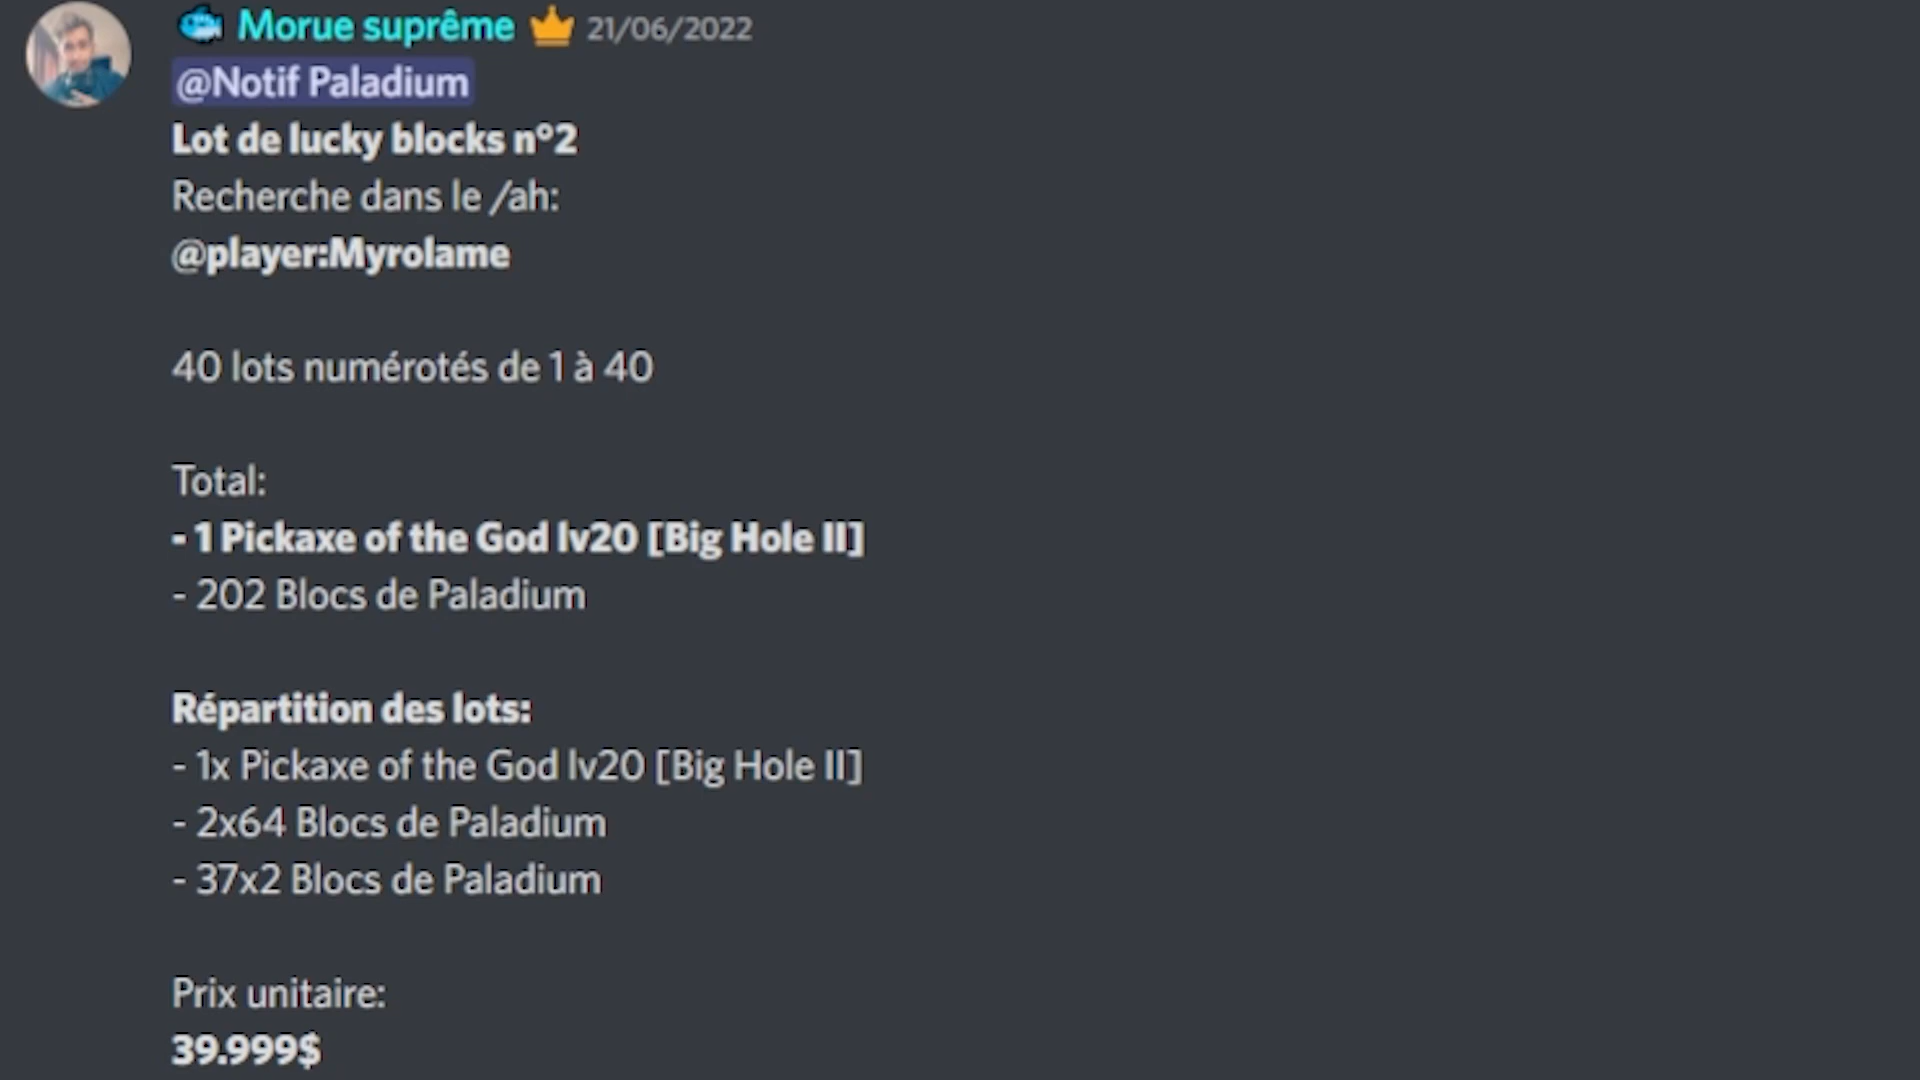 Morue suprême 21/06/2022
@Notif Paladium
Lot de lucky blocks n°2
Recherche dans le /ah:
@player:Myrolame
40 lots numérotés de 1 à 40
Total:
- 1 Pickaxe of the God lv20 [Big Hole II]
- 202 Blocs de Paladium
Répartition des lots:
- 1x Pickaxe of the God lv20 [Big Hole II]
- 2x64 Blocs de Paladium
- 37x2 Blocs de Paladium
Prix unitaire:
39.999$